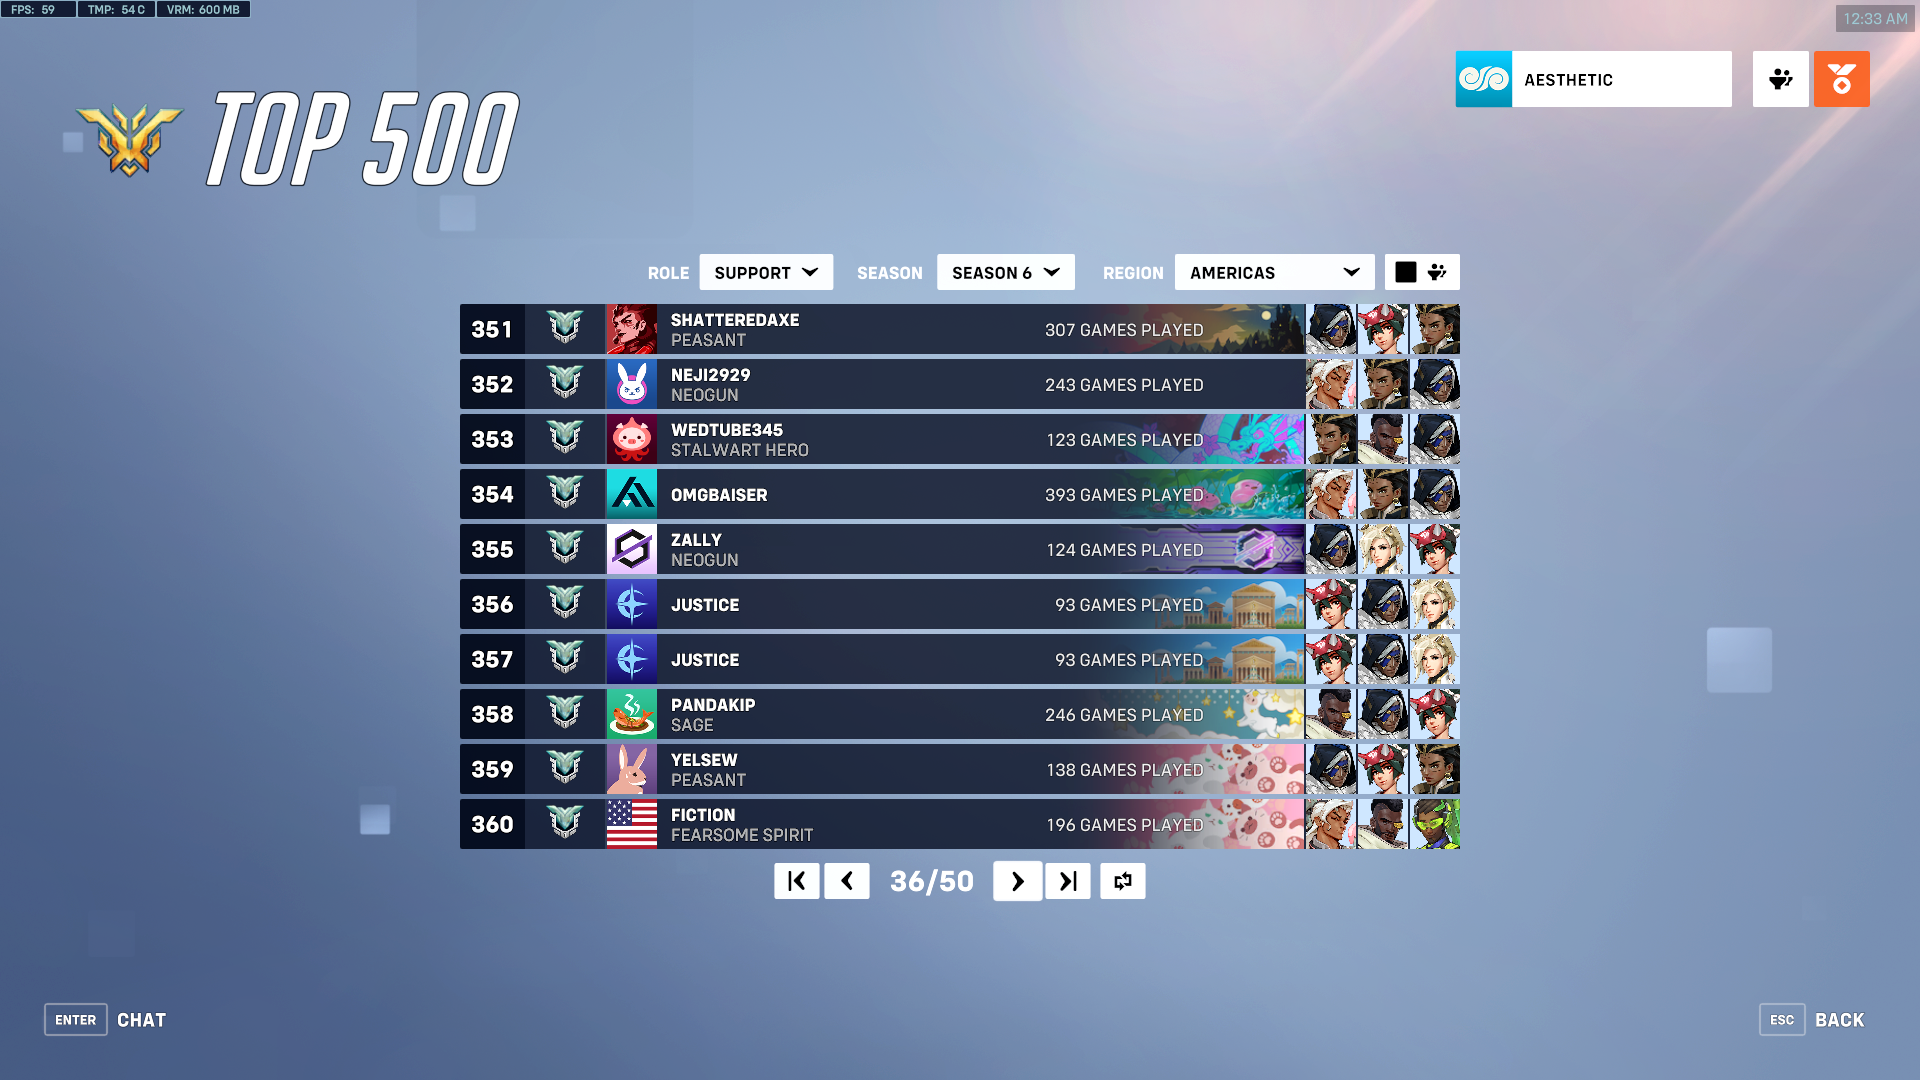 FPS: 59 TMP: 54 C VRM: 600 MB
12:33 AM
AESTHETIC
TOP 500
ROLE SUPPORT SEASON SEASON 6 REGION AMERICAS
351 SHATTEREDAXE 307 GAMES PLAYED
PEASANT
352 NEJI2929 243 GAMES PLAYED
NEOGUN
353 WEDTUBE345 123 GAMES PLAYED
STALWART HERO
354 OMGBAISER 393 GAMES PLAYED
355 ZALLY 124 GAMES PLAYED
NEOGUN
356 JUSTICE 93 GAMES PLAYED
357 JUSTICE 93 GAMES PLAYED
358 PANDAKIP 246 GAMES PLAYED
SAGE
359 YELSEW 138 GAMES PLAYED
PEASANT
360 FICTION 196 GAMES PLAYED
FEARSOME SPIRIT
36/50
ENTER CHAT
ESC BACK